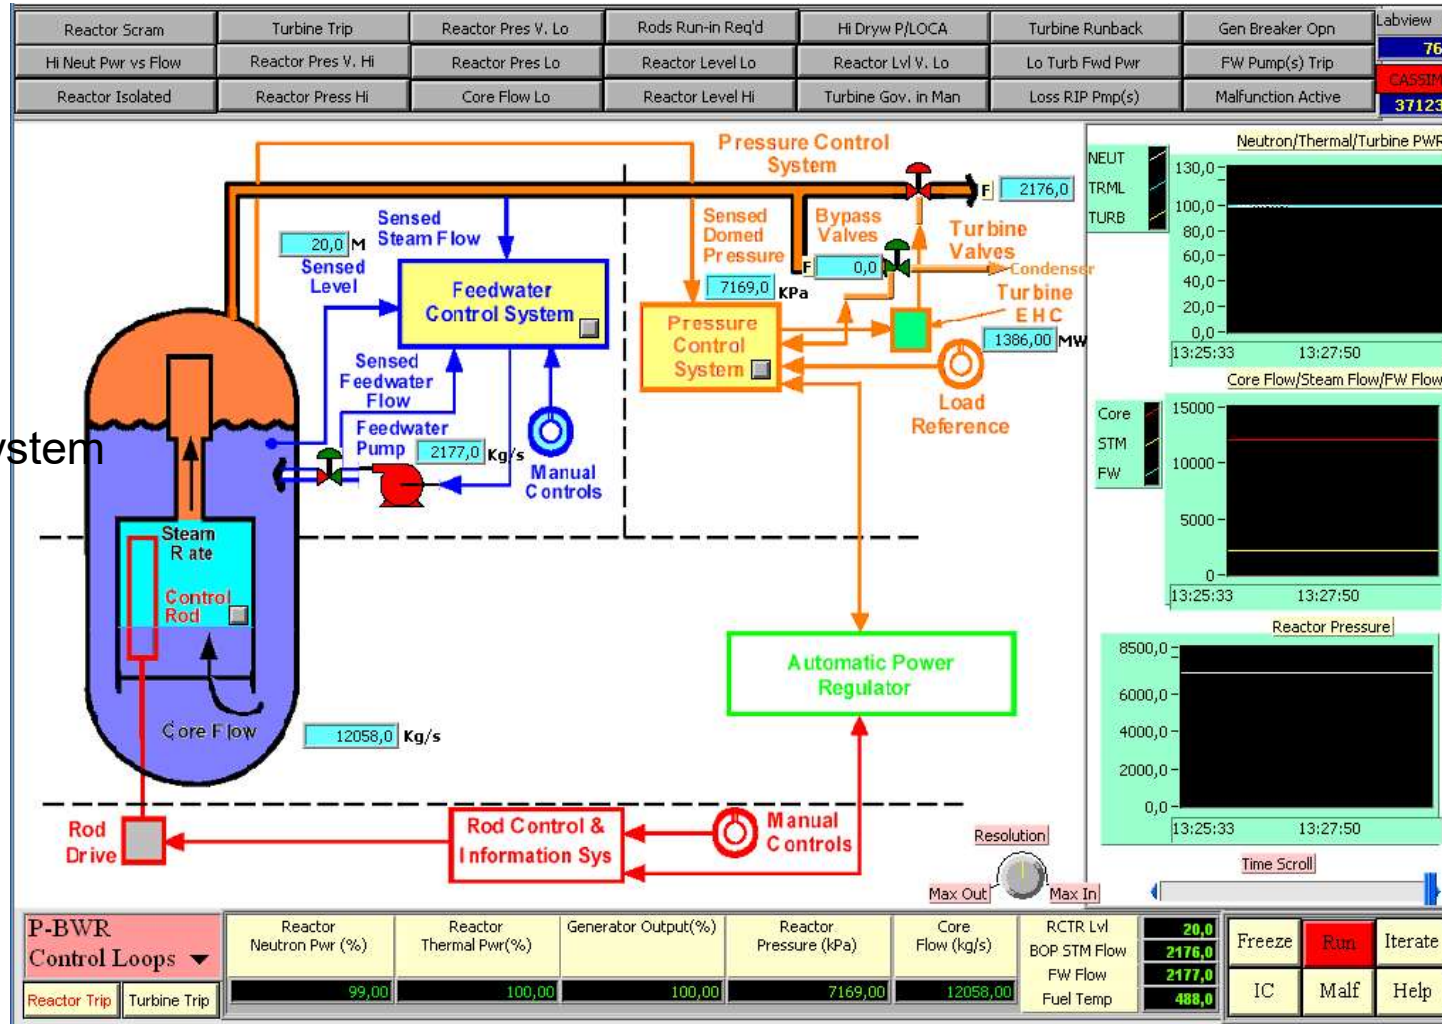 Reactor Scram
Turbine Trip
Reactor Pres V. Lo
Rods Run-in Req'd
Hi Dryw P/LOCA
Turbine Runback
Gen Breaker Opn
Labview
76
Hi Neut Pwr vs Flow
Reactor Pres V. Hi
Reactor Pres Lo
Reactor Level Lo
Reactor Lvl V. Lo
Lo Turb Fwd Pwr
FW Pump(s) Trip
CASSIM
Reactor Isolated
Reactor Press Hi
Core Flow Lo
Reactor Level Hi
Turbine Gov. in Man
Loss RIP Pmp(s)
Malfunction Active
37123
Pressure Control
System
F
2176,0
20,0 M
Sensed
Level
Sensed
Steam Flow
Sensed
Domed
Pressure
Bypass
Valves
Turbine
Valves
F
0,0
Condenser
7169,0 KPa
Turbine
EHC
1386,00 MW
Feedwater
Control System
Pressure
Control
System
Load
Reference
Sensed
Feedwater
Flow
Feedwater
Pump
2177,0 Kg/s
Manual
Controls
ystem
Steam
Rate
Control
Rod
Core Flow
12058,0 Kg/s
Automatic Power
Regulator
Rod
Drive
Rod Control &
Information Sys
Manual
Controls
Resolution
Max Out
Max In
Neutron/Thermal/Turbine PWR
NEUT
TRML
TURB
130,0
100,0
80,0
60,0
40,0
20,0
0,0
13:25:33
13:27:50
Core Flow/Steam Flow/FW Flow
Core
STM
FW
15000
10000
5000
0
13:25:33
13:27:50
Reactor Pressure
8500,0
6000,0
4000,0
2000,0
0,0
13:25:33
13:27:50
Time Scroll
P-BWR
Control Loops
Reactor Trip
Turbine Trip
Reactor
Neutron Pwr (%)
99,00
Reactor
Thermal Pwr(%)
100,00
Generator Output(%)
100,00
Reactor
Pressure (kPa)
7169,00
Core
Flow (kg/s)
12058,00
RCTR Lvl
20,0
BOP STM Flow
2176,0
FW Flow
2177,0
Fuel Temp
488,0
Freeze
Run
Iterate
IC
Malf
Help